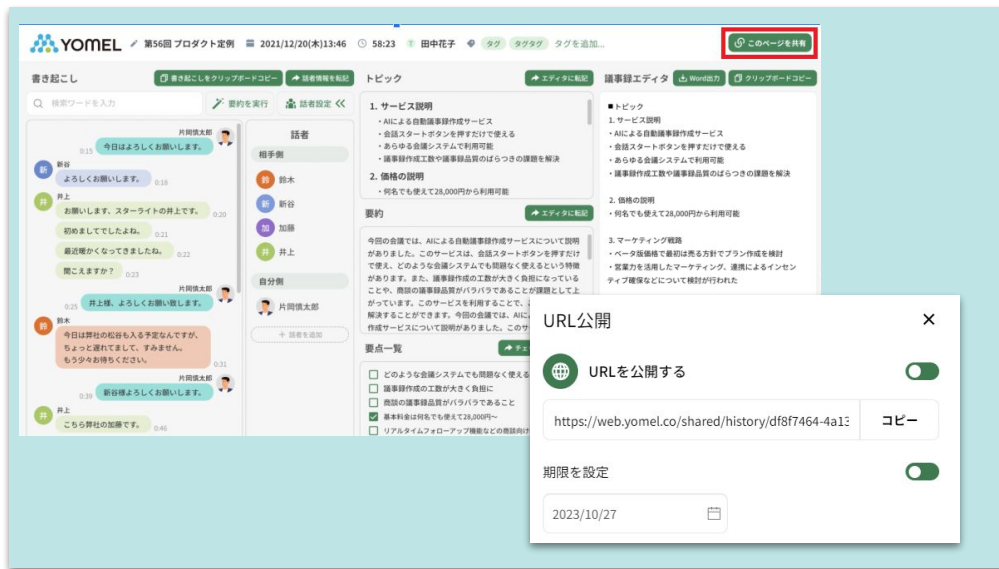 YOMEL 第56回 プロダクト定例 2021/12/20(木)13:46 58:23 田中花子 タグ タグタグ タグを追加... このページを共有
書き起こし 書き起こしをクリップボードコピー 話者情報を転記
検索ワードを入力 要約を実行 話者設定
片岡慎太郎
今日はよろしくお願いします。
0:15
新 新谷
よろしくお願いします。 0:18
井 井上
お願いします、スターライトの井上です。 0:20
初めましてでしたよね。 0:21
最近暖かくなってきましたね。 0:22
聞こえますか? 0:23
片岡慎太郎
0:25 井上様、よろしくお願い致します。
鈴 鈴木
今日は弊社の松谷も入る予定なんですが、
ちょっと遅れてまして、すみません。
もう少々お待ちください。 0:31
片岡慎太郎
0:39 新谷様よろしくお願いします。
井 井上
こちら弊社の加藤です。 0:46
話者
相手側
鈴 鈴木
新 新谷
加 加藤
井 井上
自分側
片岡慎太郎
+ 話者を追加
トピック エディタに転記
1. サービス説明
・AIによる自動議事録作成サービス
・会話スタートボタンを押すだけで使える
・あらゆる会議システムで利用可能
・議事録作成工数や議事録品質のばらつきの課題を解決
2. 価格の説明
・何名でも使えて28,000円から利用可能
要約 エディタに転記
今回の会議では、AIによる自動議事録作成サービスについて説明
がありました。このサービスは、会話スタートボタンを押すだけ
で使え、どのような会議システムでも問題なく使えるという特徴
があります。また、議事録作成の工数が大きく負担になっている
ことや、商談の議事録品質がバラバラであることが課題として上
がっています。このサービスを利用することで、
解決することができます。今回の会議では、AIに
作成サービスについて説明がありました。このサ
要点一覧
どのような会議システムでも問題なく使える
議事録作成の工数が大きく負担に
商談の議事録品質がバラバラであること
基本料金は何名でも使えて28,000円〜
リアルタイムフォローアップ機能などの商談向け
議事録エディタ Word出力 クリップボードコピー
■トピック
1. サービス説明
・AIによる自動議事録作成サービス
・会話スタートボタンを押すだけで使える
・あらゆる会議システムで利用可能
・議事録作成工数や議事録品質のばらつきの課題を解決
2. 価格の説明
・何名でも使えて28,000円から利用可能
3. マーケティング戦略
・ベータ版価格で最初は売る方針でプラン作成を検討
・営業力を活用したマーケティング、連携によるインセン
ティブ確保などについて検討が行われた
URL公開
URLを公開する
https://web.yomel.co/shared/history/df8f7464-4a13 コピー
期限を設定
2023/10/27